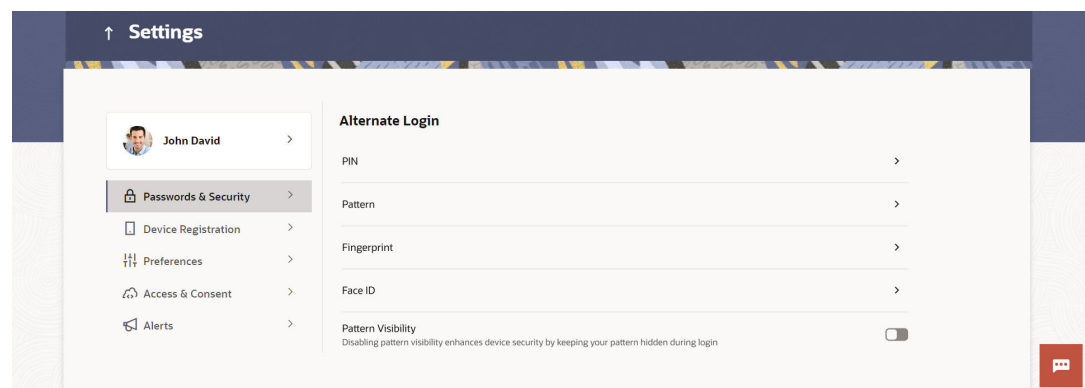 Settings
John David
Passwords & Security
Device Registration
Preferences
Access & Consent
Alerts
Alternate Login
PIN
Pattern
Fingerprint
Face ID
Pattern Visibility
Disabling pattern visibility enhances device security by keeping your pattern hidden during login